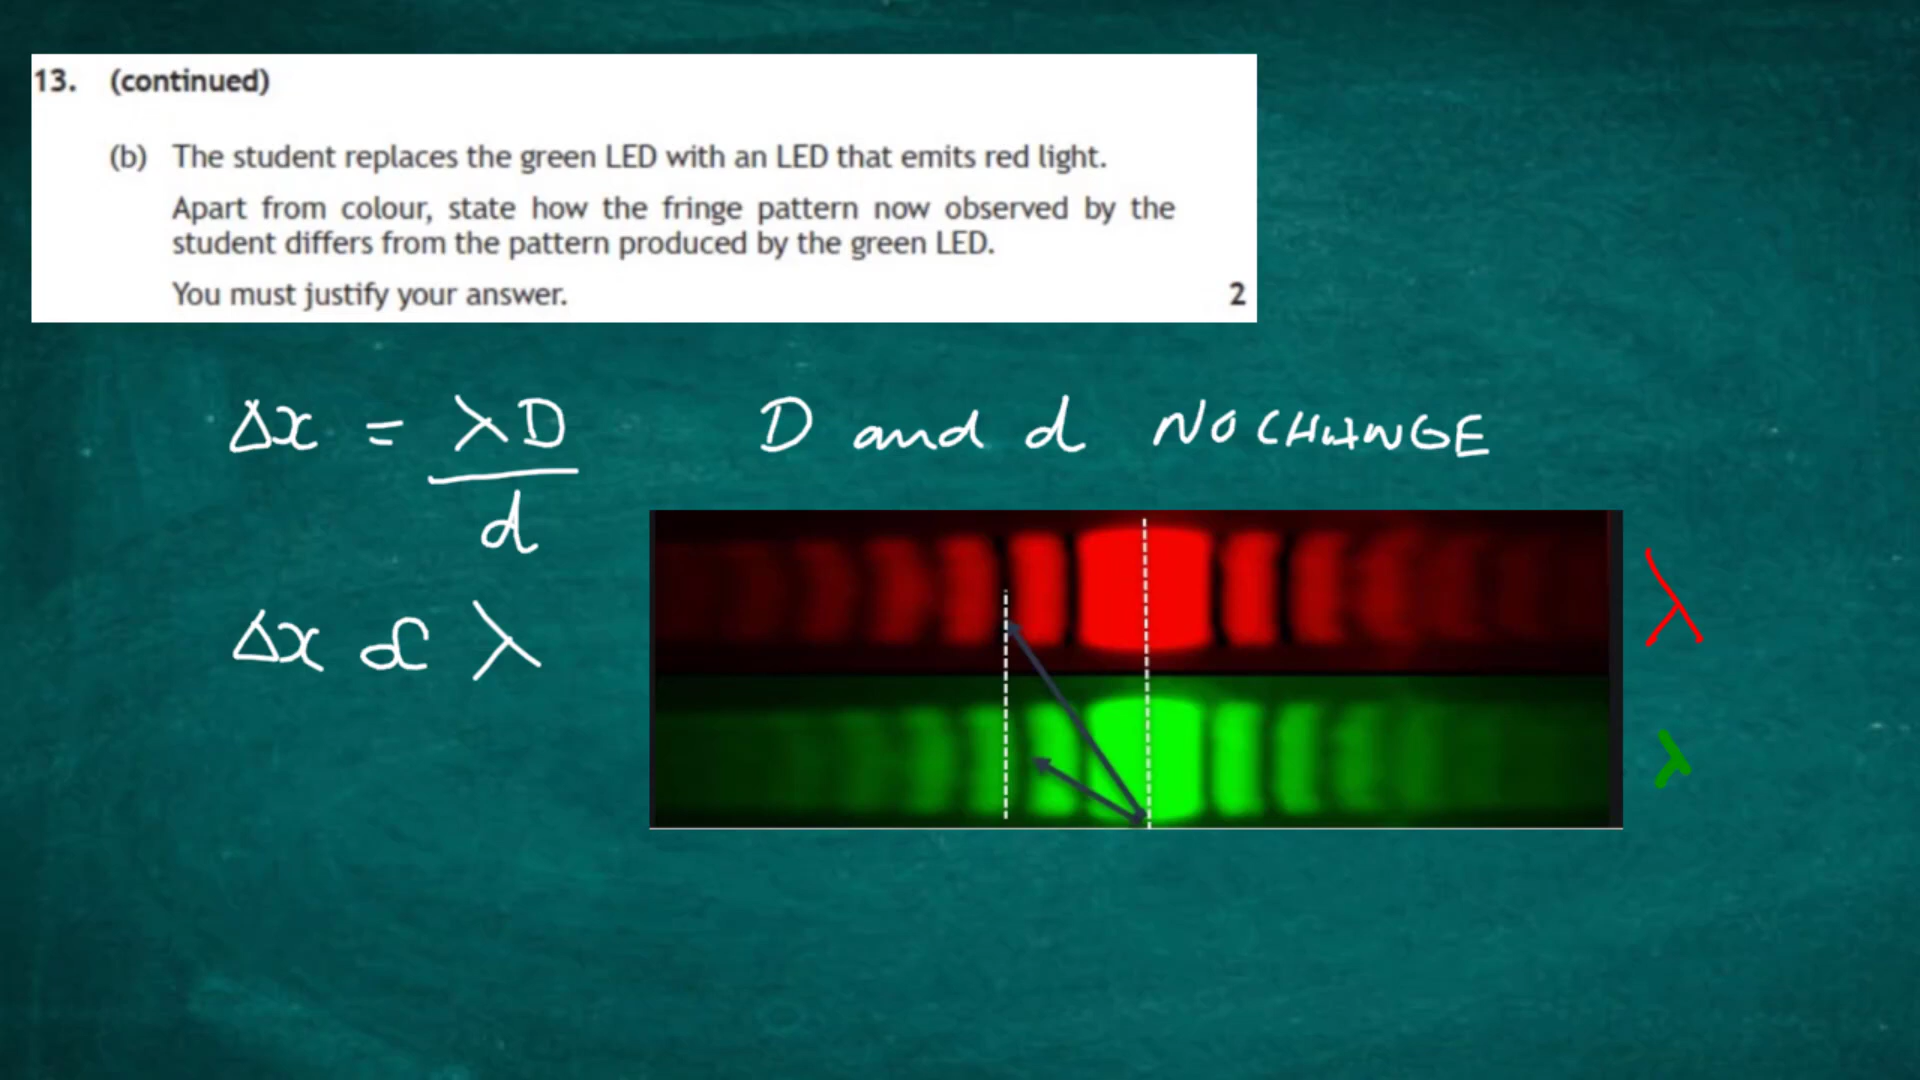 13. (continued)
(b) The student replaces the green LED with an LED that emits red light.
Apart from colour, state how the fringe pattern now observed by the
student differs from the pattern produced by the green LED.
You must justify your answer. 2
Δx = λD D and d NO CHANGE
d
Δx ∝ λ
λ
λ